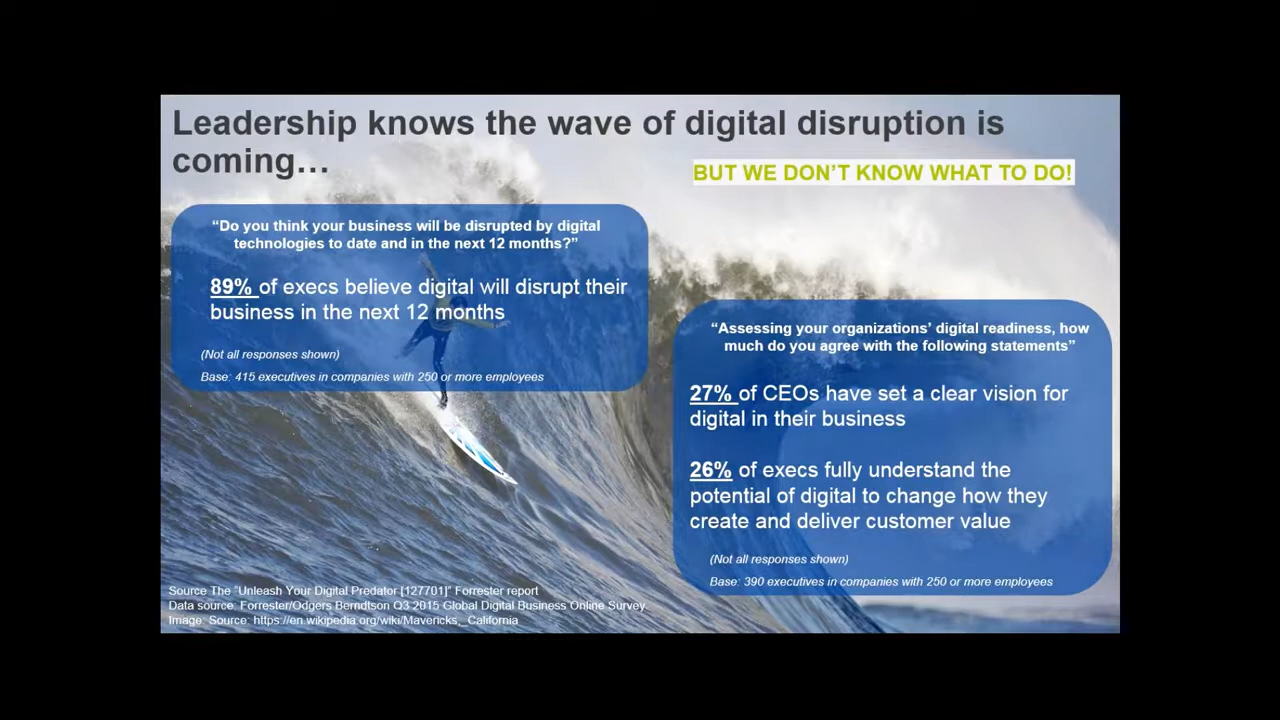 Leadership knows the wave of digital disruption is
coming…
BUT WE DON’T KNOW WHAT TO DO!
“Do you think your business will be disrupted by digital
technologies to date and in the next 12 months?”
89% of execs believe digital will disrupt their
business in the next 12 months
(Not all responses shown)
Base: 415 executives in companies with 250 or more employees
“Assessing your organizations’ digital readiness, how
much do you agree with the following statements”
27% of CEOs have set a clear vision for
digital in their business
26% of execs fully understand the
potential of digital to change how they
create and deliver customer value
(Not all responses shown)
Base: 390 executives in companies with 250 or more employees
Source The “Unleash Your Digital Predator [127701]” Forrester report
Data source: Forrester/Odgers Berndtson Q3 2015 Global Digital Business Online Survey
Image: Source: https://en.wikipedia.org/wiki/Mavericks,_California